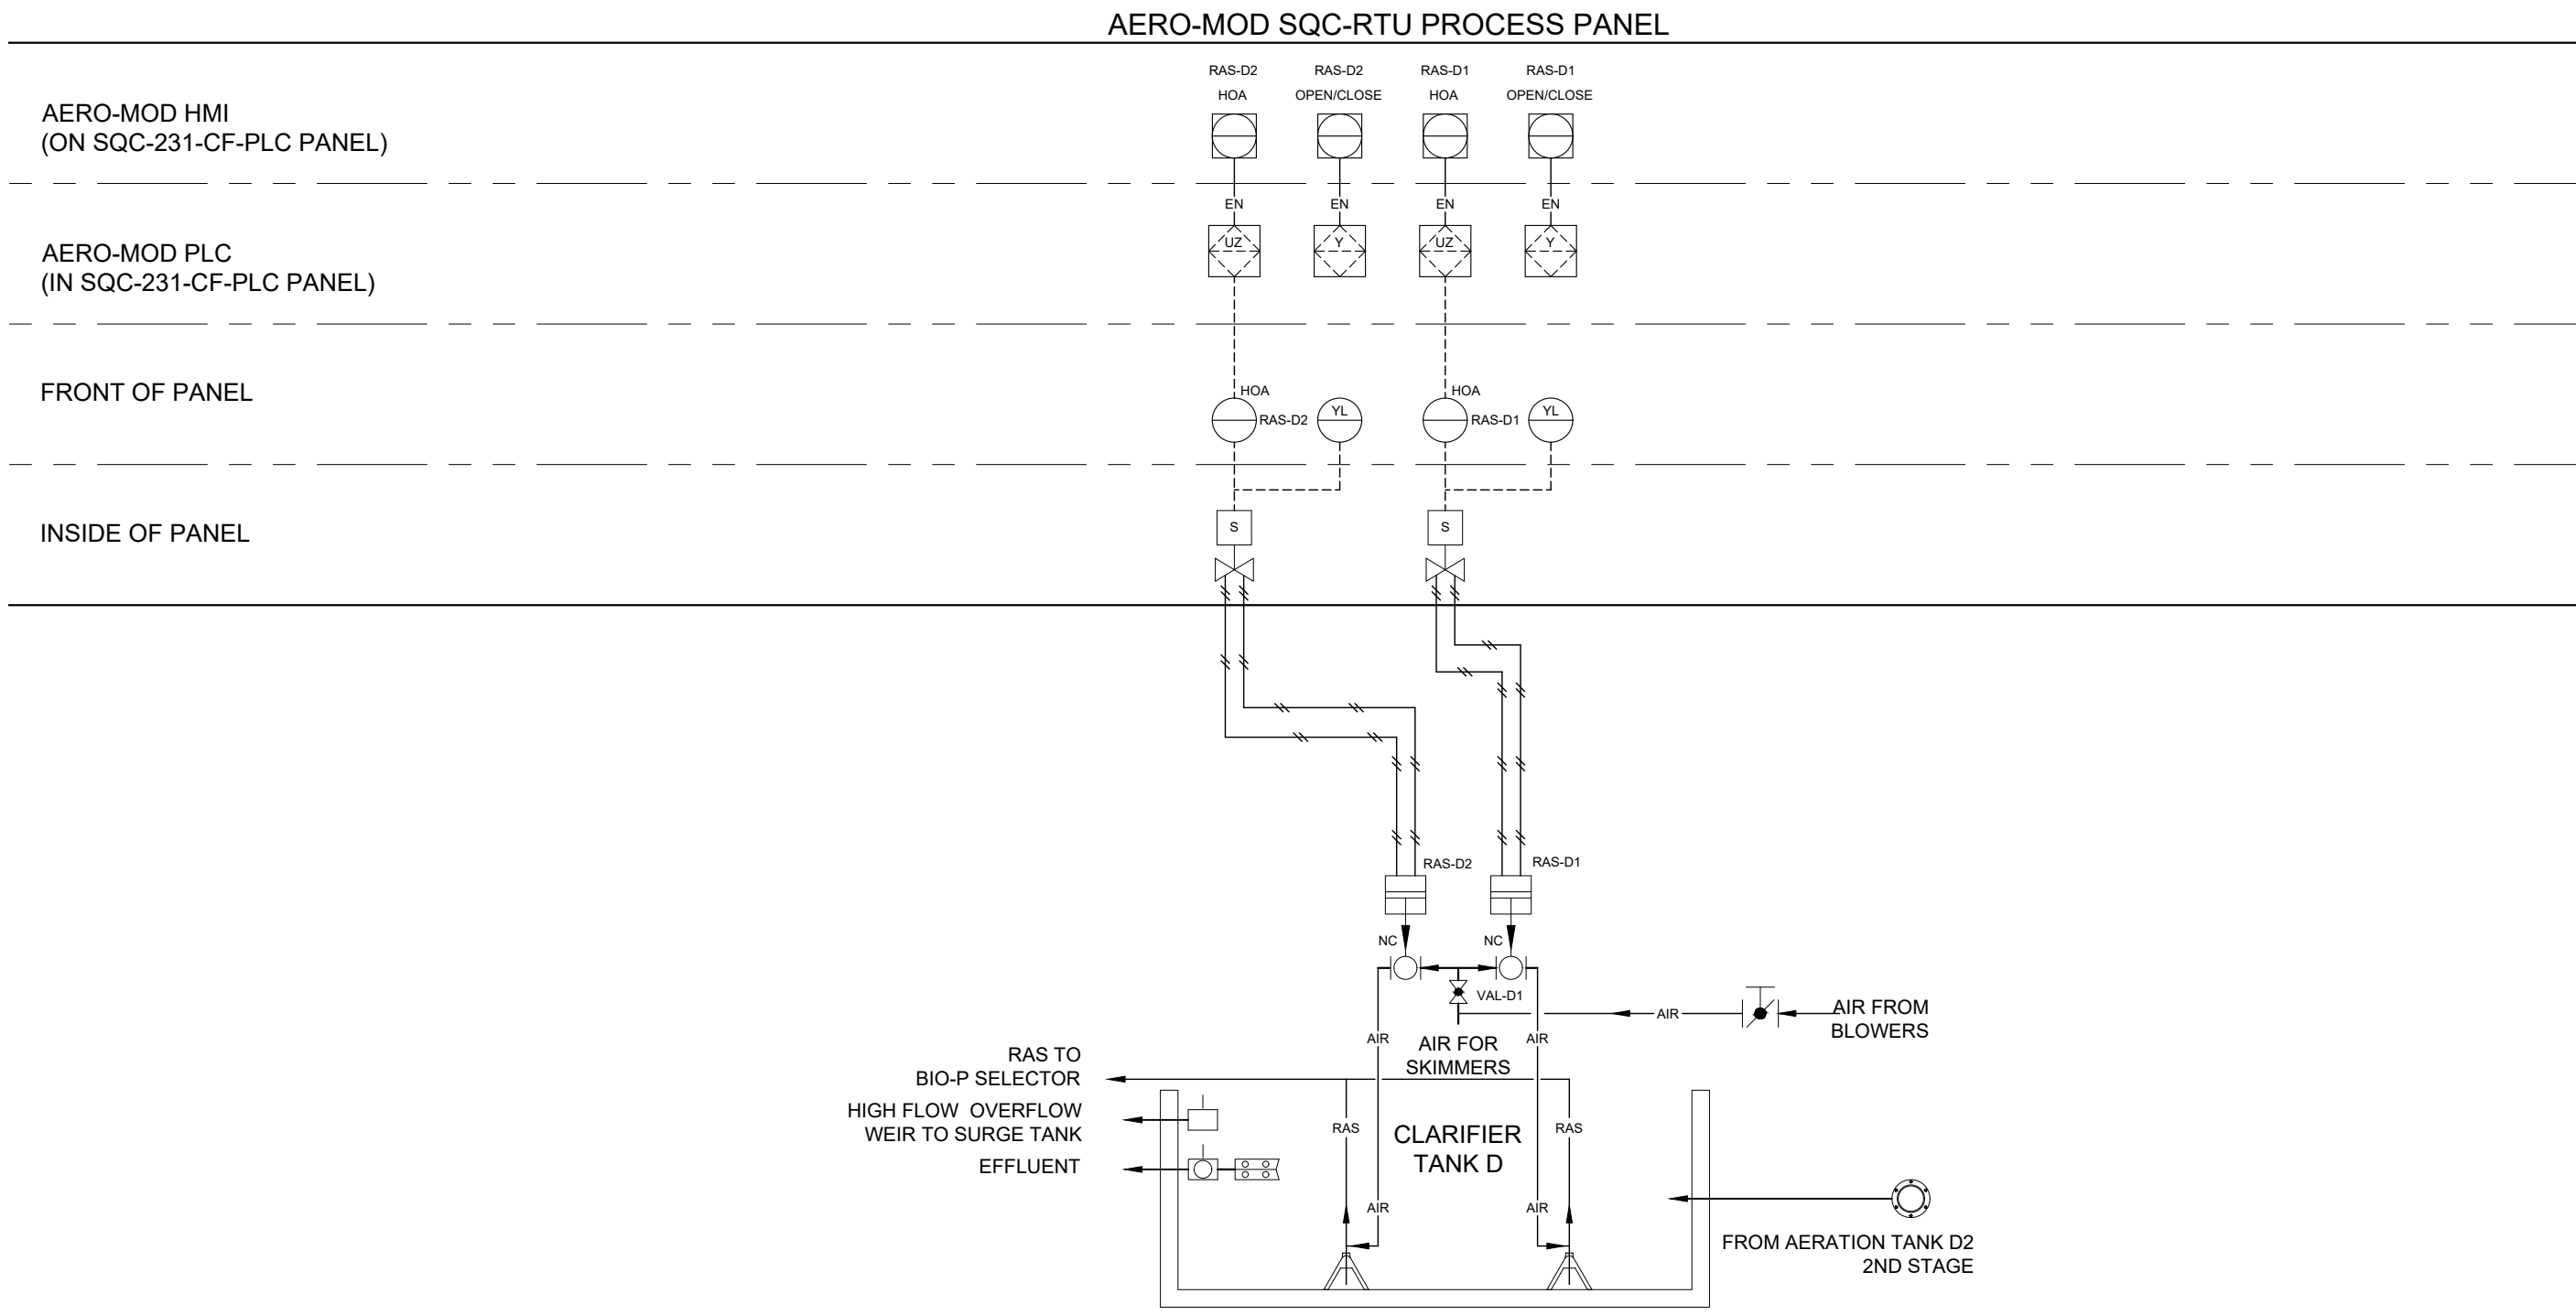 AERO-MOD SQC-RTU PROCESS PANEL
RAS-D2 RAS-D2 RAS-D1 RAS-D1
HOA OPEN/CLOSE HOA OPEN/CLOSE
AERO-MOD HMI
(ON SQC-231-CF-PLC PANEL)
EN EN EN EN
UZ Y UZ Y
AERO-MOD PLC
(IN SQC-231-CF-PLC PANEL)
FRONT OF PANEL
HOA HOA
RAS-D2 YL RAS-D1 YL
INSIDE OF PANEL
S S
RAS-D2 RAS-D1
NC NC
VAL-D1
AIR
AIR FROM
BLOWERS
AIR AIR
AIR FOR
SKIMMERS
RAS TO
BIO-P SELECTOR
HIGH FLOW OVERFLOW
WEIR TO SURGE TANK
EFFLUENT
RAS RAS
CLARIFIER
TANK D
AIR AIR
FROM AERATION TANK D2
2ND STAGE